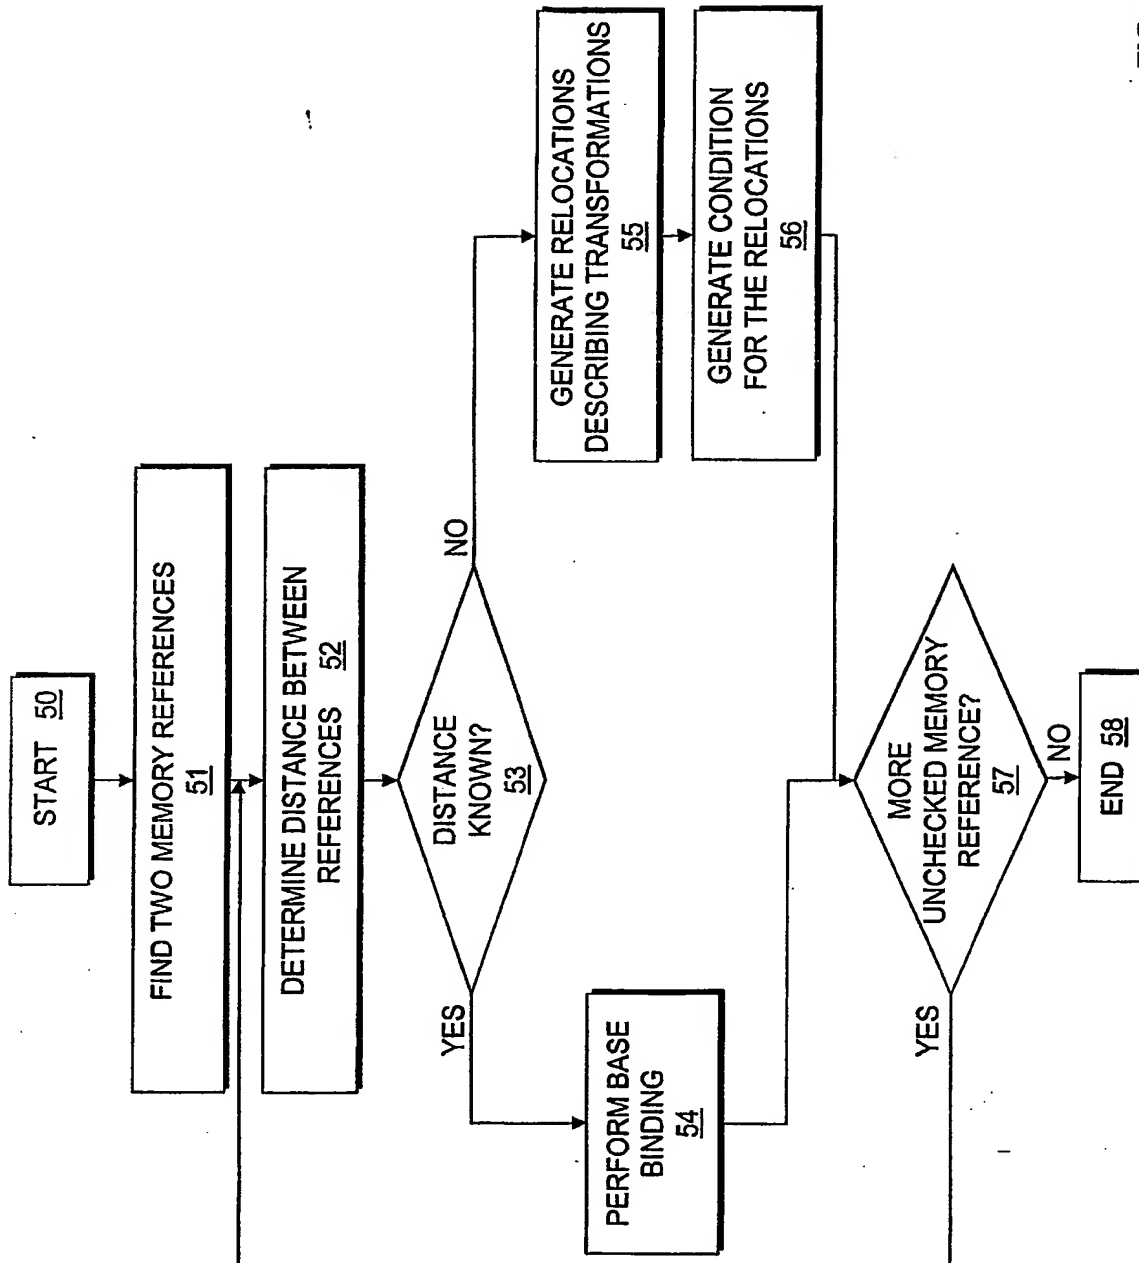 START 50
FIND TWO MEMORY REFERENCES
51
DETERMINE DISTANCE BETWEEN
REFERENCES 52
DISTANCE
KNOWN?
53
YES
NO
PERFORM BASE
BINDING
54
GENERATE RELOCATIONS
DESCRIBING TRANSFORMATIONS
55
GENERATE CONDITION
FOR THE RELOCATIONS
56
MORE
UNCHECKED MEMORY
REFERENCE?
57
YES
NO
END 58